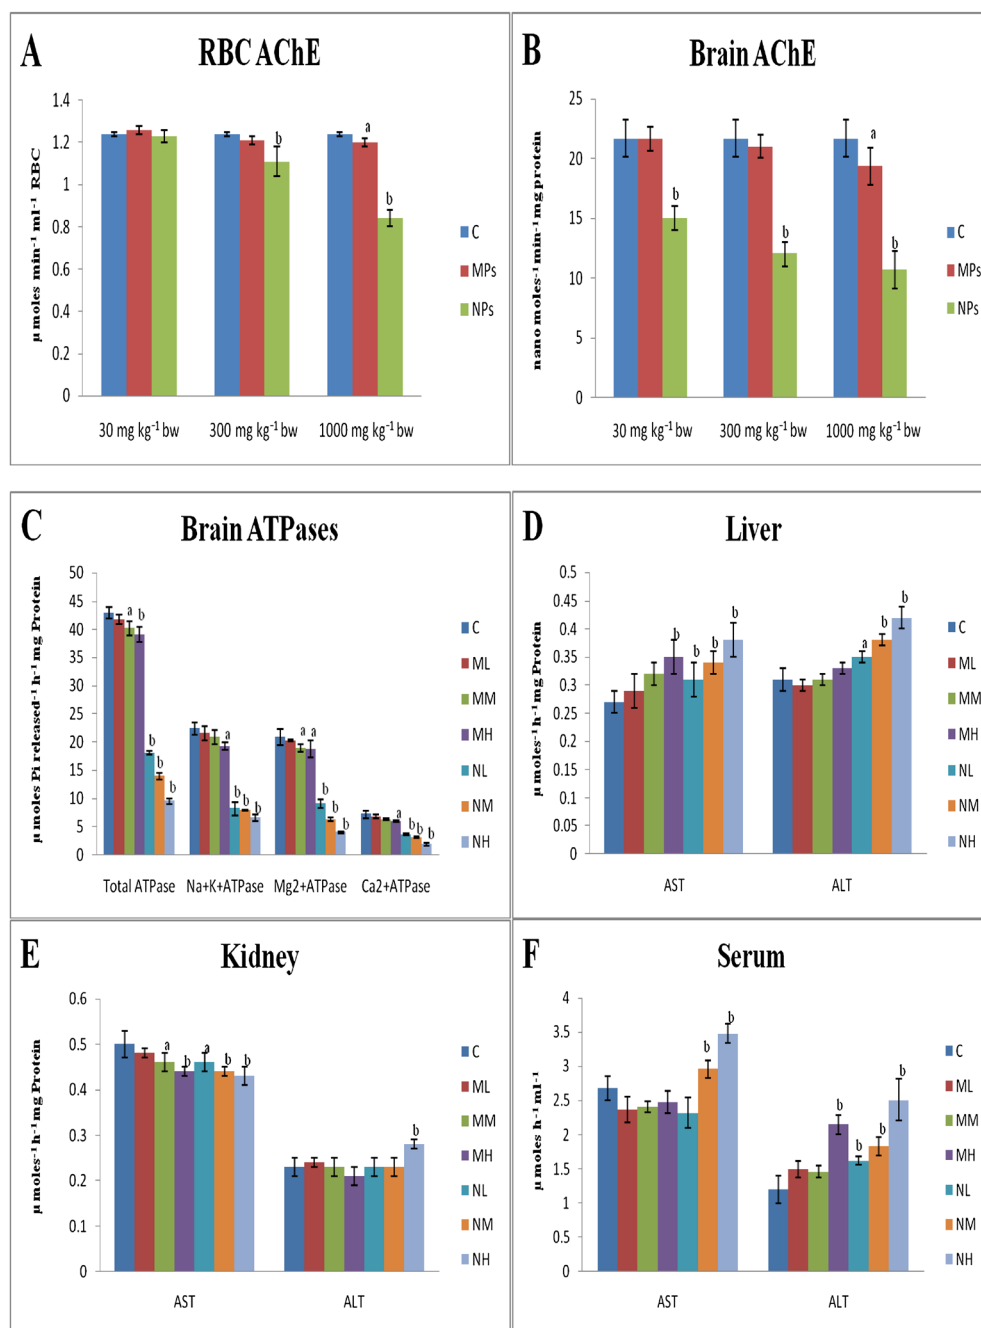 A
RBC AChE
µ moles min⁻¹ ml⁻¹ RBC
1.4
1.2
1
0.8
0.6
0.4
0.2
0
b
a
b
30 mg kg⁻¹ bw
300 mg kg⁻¹ bw
1000 mg kg⁻¹ bw
C
MPs
NPs
B
Brain AChE
nano moles⁻¹ min⁻¹ mg protein
25
20
15
10
5
0
b
b
a
b
30 mg kg⁻¹ bw
300 mg kg⁻¹ bw
1000 mg kg⁻¹ bw
C
MPs
NPs
C
Brain ATPases
µ moles Pi released⁻¹ h⁻¹ mg Protein
50
45
40
35
30
25
20
15
10
5
0
a
b
b
b
b
a
b
b
b
a
a
b
b
b
a
b
b
b
Total ATPase
Na+K+ATPase
Mg2+ATPase
Ca2+ATPase
C
ML
MM
MH
NL
NM
NH
D
Liver
µ moles⁻¹ h⁻¹ mg Protein
0.5
0.45
0.4
0.35
0.3
0.25
0.2
0.15
0.1
0.05
0
b
b
b
b
a
b
b
AST
ALT
C
ML
MM
MH
NL
NM
NH
E
Kidney
µ moles⁻¹ h⁻¹ mg Protein
0.6
0.5
0.4
0.3
0.2
0.1
0
a
b
a
b
b
b
AST
ALT
C
ML
MM
MH
NL
NM
NH
F
Serum
µ moles h⁻¹ ml⁻¹
4
3.5
3
2.5
2
1.5
1
0.5
0
b
b
b
b
b
b
AST
ALT
C
ML
MM
MH
NL
NM
NH